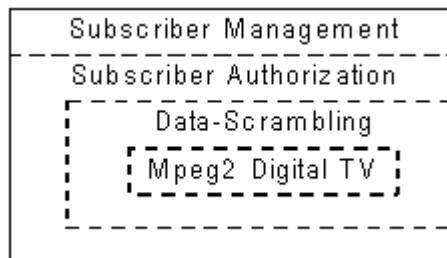 Subscriber Management
Subscriber Authorization
Data-Scrambling
Mpeg2 Digital TV